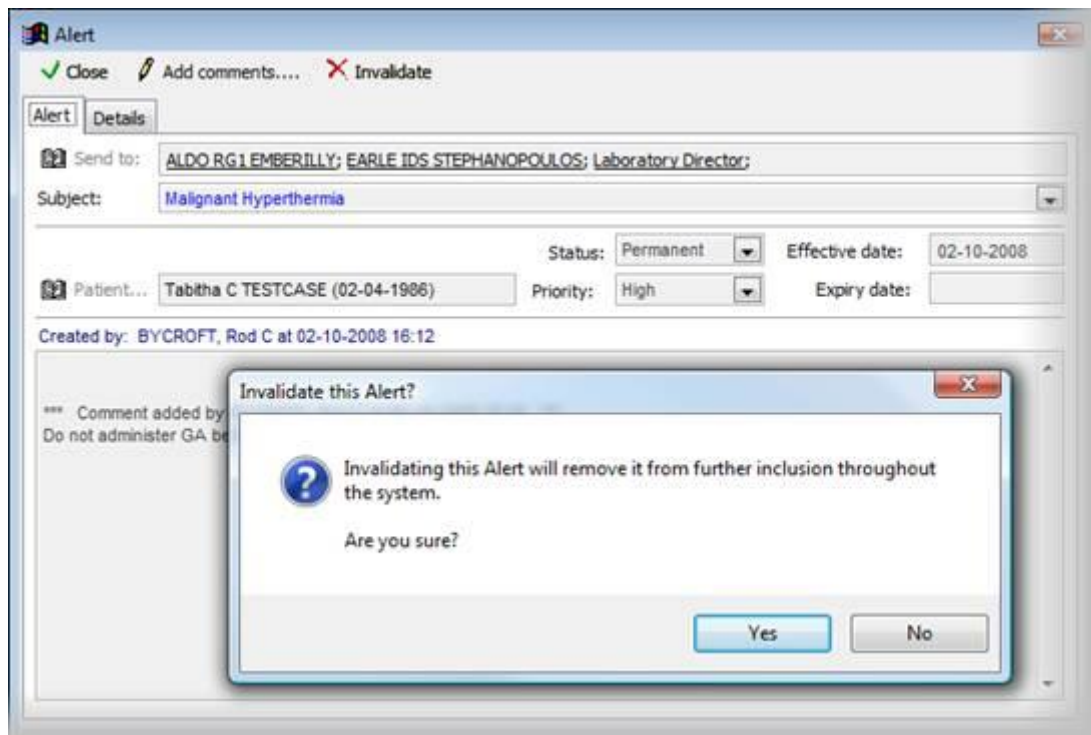 Alert
Close Add comments.... Invalidate
Alert Details
Send to: ALDO RG1 EMBERILLY; EARLE IDS STEPHANOPOULOS; Laboratory Director;
Subject: Malignant Hyperthermia
Status: Permanent Effective date: 02-10-2008
Patient... Tabitha C TESTCASE (02-04-1986) Priority: High Expiry date:
Created by: BYCROFT, Rod C at 02-10-2008 16:12
Invalidate this Alert?
*** Comment added by
Do not administer GA
Invalidating this Alert will remove it from further inclusion throughout
the system.
Are you sure?
Yes No